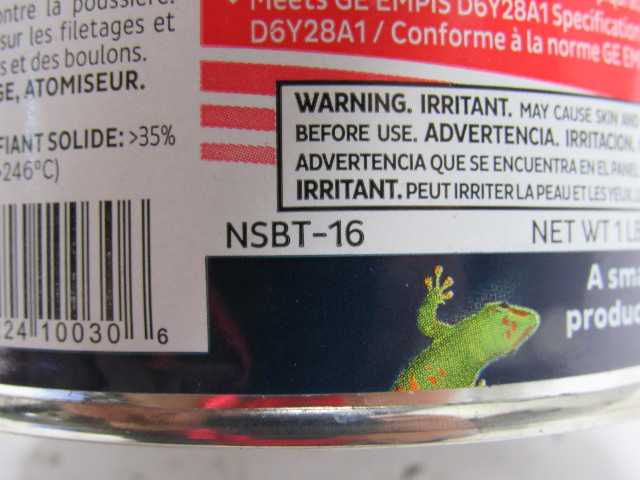 ontre la poussière.
sur les filetages et
s et des boulons.
GE, ATOMISEUR.
FIANT SOLIDE: >35%
>246°C)
24 10030 6
Meets GE EMPIS D6Y28A1 Specification
D6Y28A1 / Conforme à la norme GE EM
WARNING. IRRITANT. MAY CAUSE SKIN AND
BEFORE USE. ADVERTENCIA. IRRITACION,
ADVERTENCIA QUE SE ENCUENTRA EN EL PANEL
IRRITANT. PEUT IRRITER LA PEAU ET LES YEUX
NSBT-16
NET WT 1 LB
A sma
produc